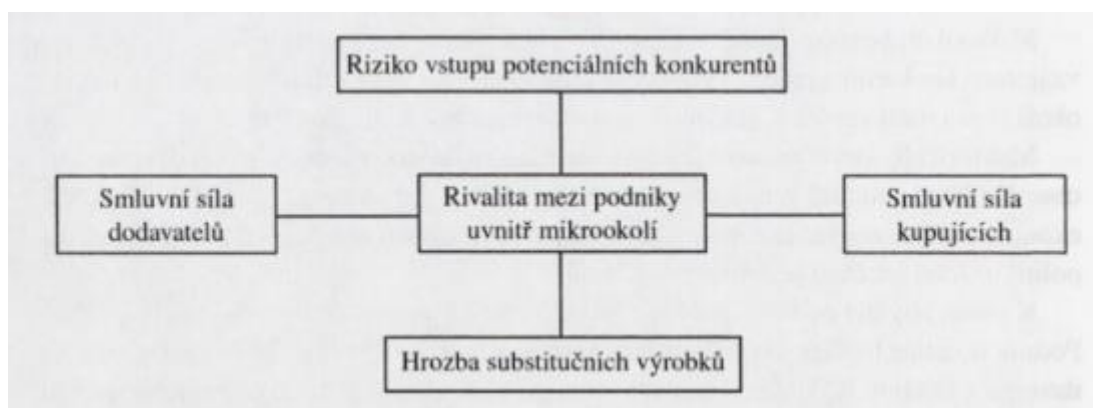 Riziko vstupu potenciálních konkurentů
Smluvní síla
dodavatelů
Rivalita mezi podniky
uvnitř mikrookolí
Smluvní síla
kupujících
Hrozba substitučních výrobků